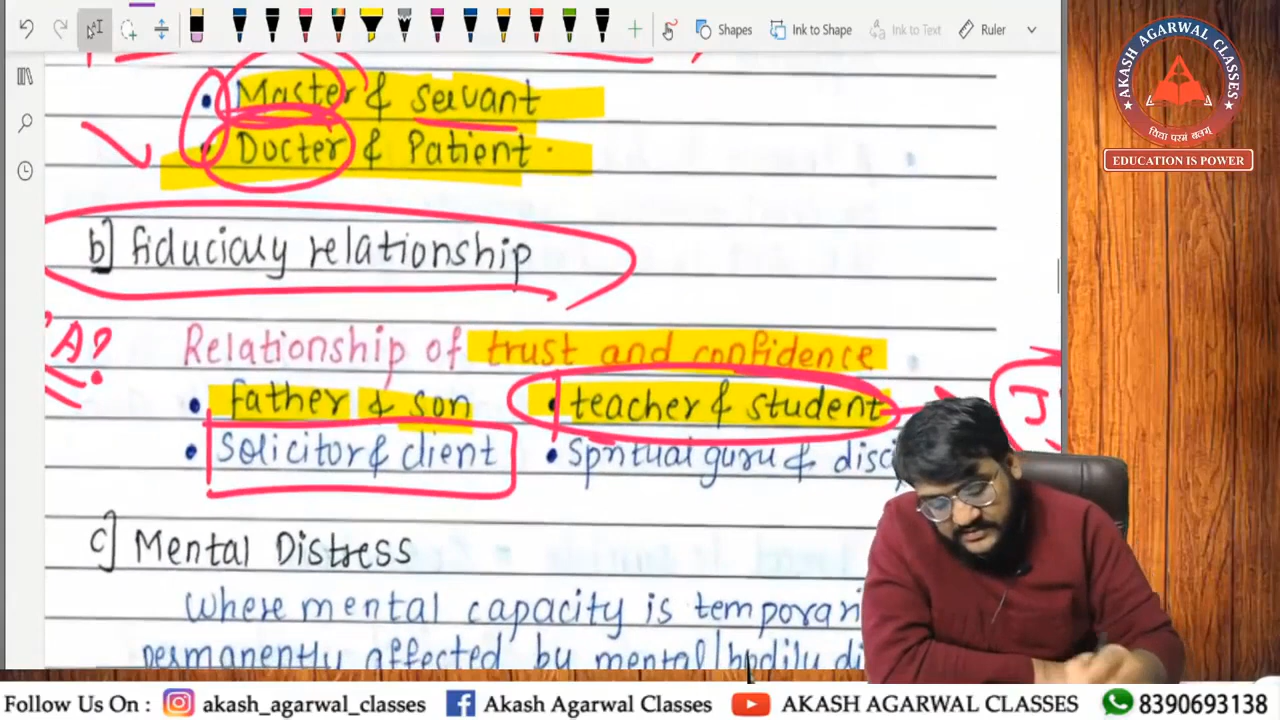 Shapes
Ink to Shape
Ink to Text
Ruler
AKASH AGARWAL CLASSES
विद्या परमं बलम्
EDUCATION IS POWER
• Master & servant
• Docter & Patient
b] fiduciary relationship
A?
Relationship of trust and confidence
• father & son • teacher & student
J
• Solicitor & client • Spritual guru &
c] Mental Distress
Where mental capacity is
permanently affected by mental/bodily
Follow Us On : akash_agarwal_classes Akash Agarwal Classes AKASH AGARWAL CLASSES 8390693138